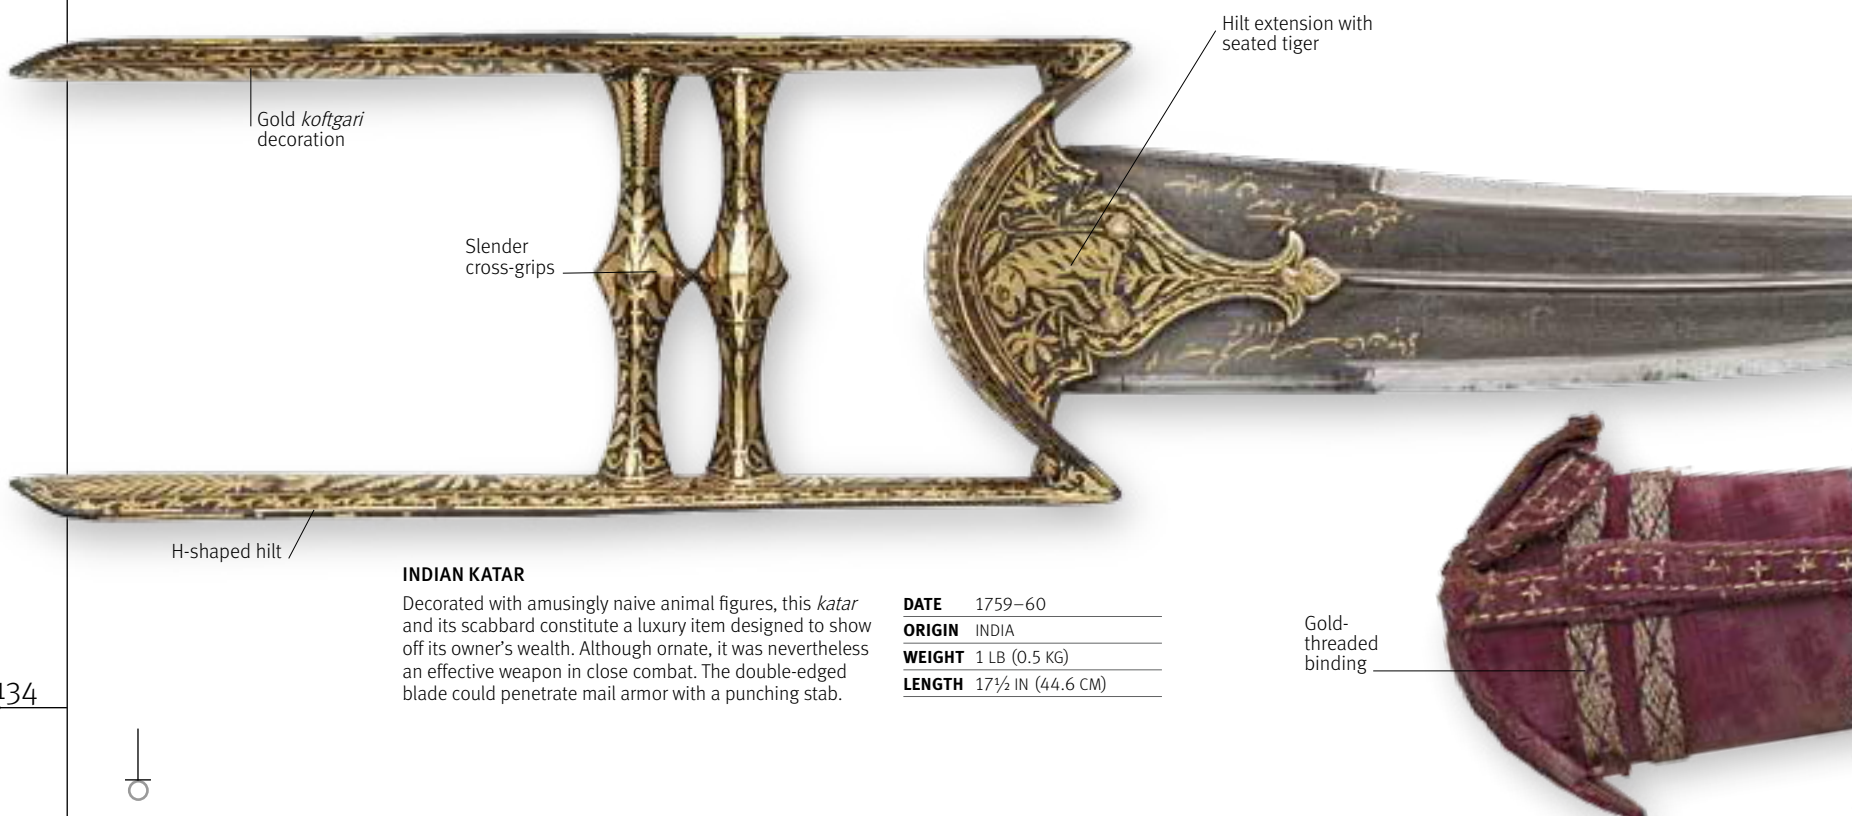 Hilt extension with
seated tiger
Gold koftgari
decoration
Slender
cross-grips
H-shaped hilt
INDIAN KATAR
Decorated with amusingly naive animal figures, this katar
and its scabbard constitute a luxury item designed to show
off its owner's wealth. Although ornate, it was nevertheless
an effective weapon in close combat. The double-edged
blade could penetrate mail armor with a punching stab.
DATE 1759–60
ORIGIN INDIA
WEIGHT 1 LB (0.5 KG)
LENGTH 17½ IN (44.6 CM)
Gold-
threaded
binding
134